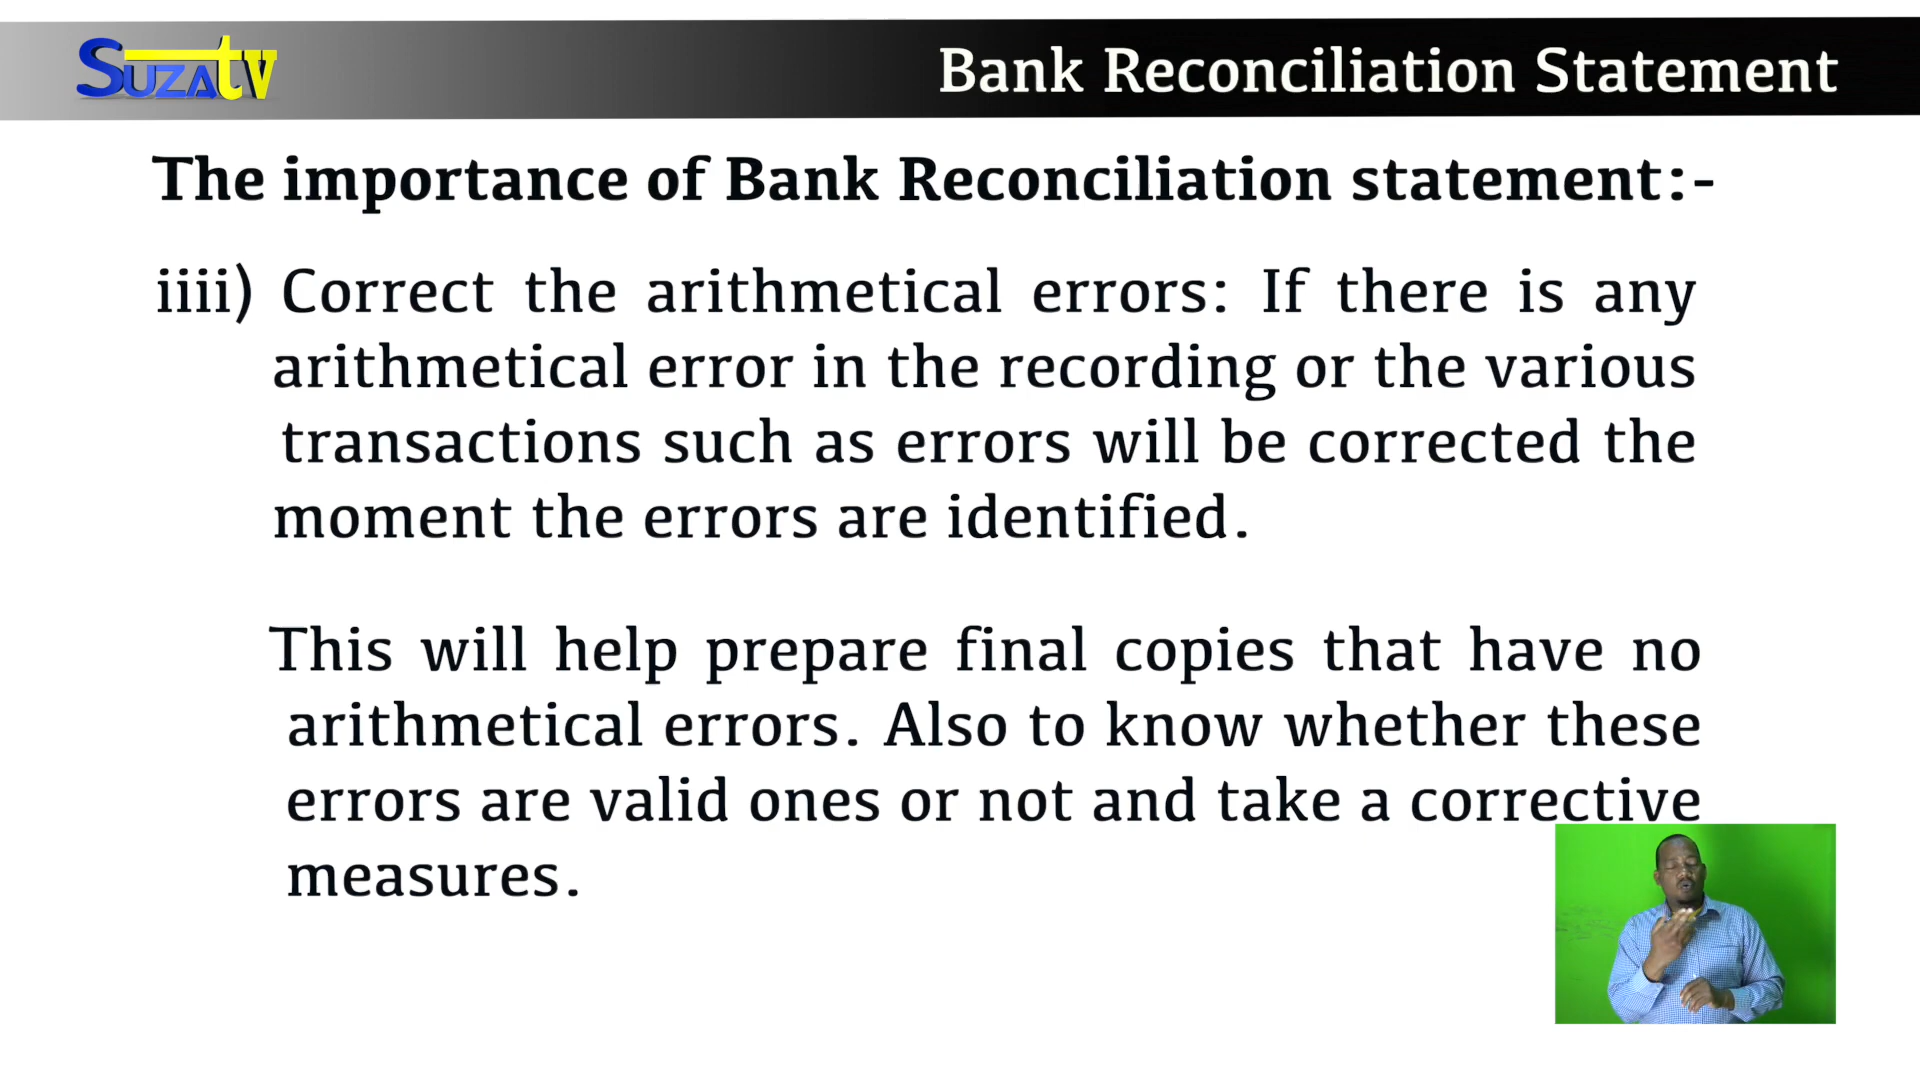 SUZA tv
Bank Reconciliation Statement
The importance of Bank Reconciliation statement:-
iiii) Correct the arithmetical errors: If there is any
arithmetical error in the recording or the various
transactions such as errors will be corrected the
moment the errors are identified.
This will help prepare final copies that have no
arithmetical errors. Also to know whether these
errors are valid ones or not and take a corrective
measures.